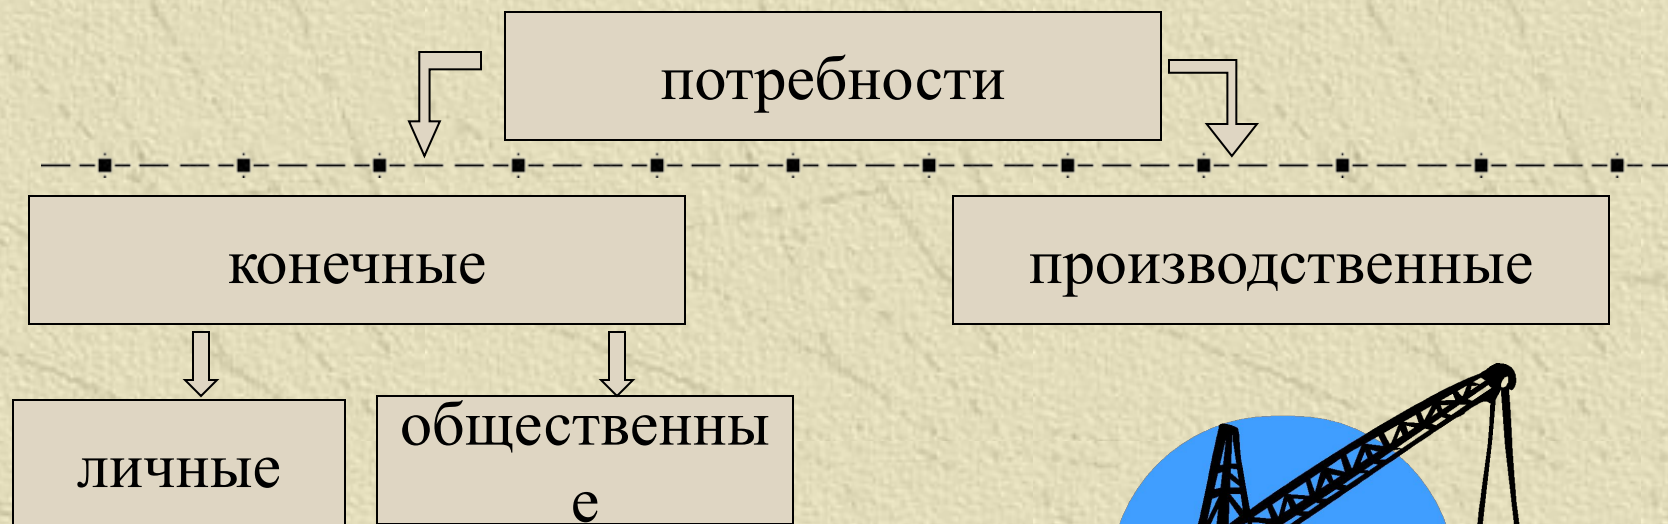 потребности
конечные
производственные
личные
общественны
е